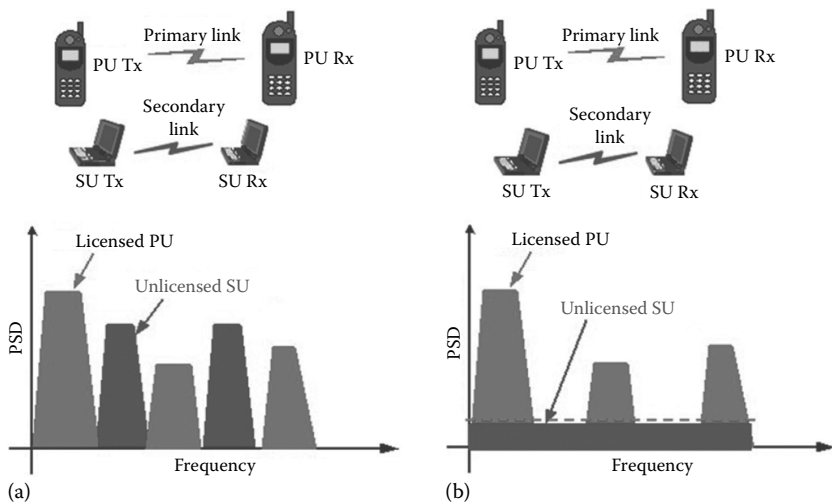 Primary link
PU Tx
PU Rx
Secondary
link
SU Tx
SU Rx
Licensed PU
Unlicensed SU
PSD
Frequency
(a)
Primary link
PU Tx
PU Rx
Secondary
link
SU Tx
SU Rx
Licensed PU
Unlicensed SU
PSD
Frequency
(b)